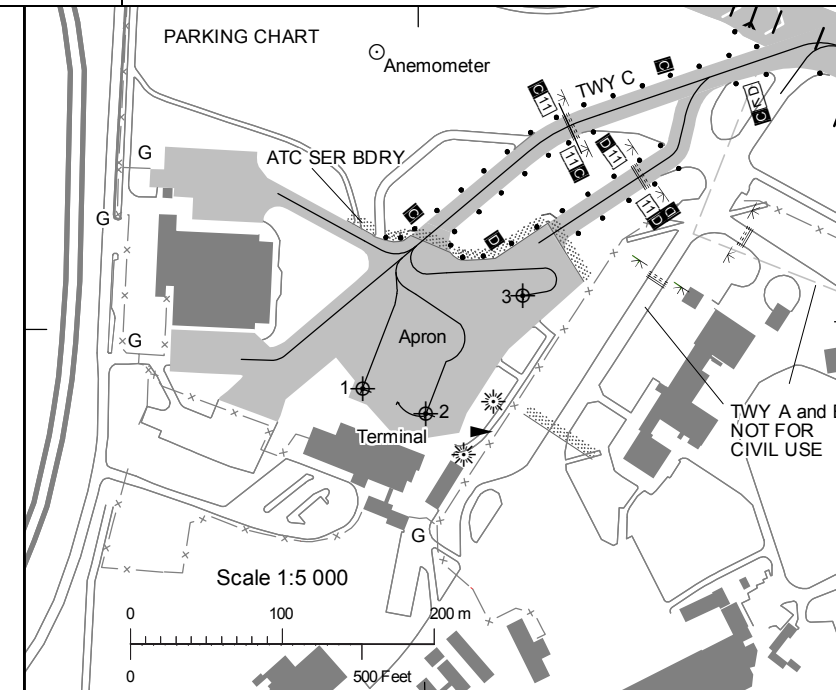 PARKING CHART
Anemometer
TWY C
C
C 11
11 C
D 11
11 D
D
C D
G
ATC SER BDRY
G
C
D
3
Apron
G
1
2
Terminal
TWY A and
NOT FOR
CIVIL USE
G
Scale 1:5 000
0 100 200 m
0 500 Feet